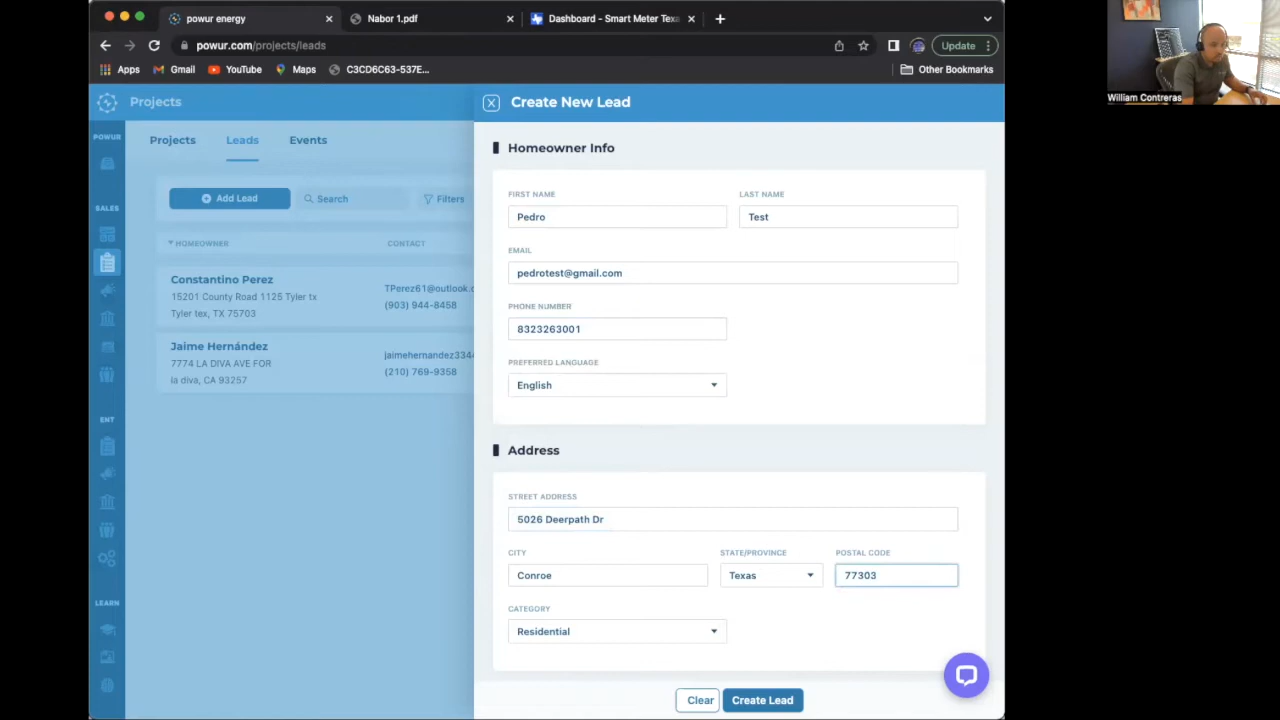 powur energy
Nabor 1.pdf
Dashboard - Smart Meter Texa
powur.com/projects/leads
Update
Apps
Gmail
YouTube
Maps
C3CD6C63-537E...
Other Bookmarks
William Contreras
Projects
Create New Lead
POWUR
SALES
ENT
LEARN
Projects
Leads
Events
Add Lead
Search
Filters
HOMEOWNER
CONTACT
Constantino Perez
15201 County Road 1125 Tyler tx
Tyler tex, TX 75703
TPerez61@outlook.c
(903) 944-8458
Jaime Hernández
7774 LA DIVA AVE FOR
la diva, CA 93257
jaimehernandez334
(210) 769-9358
Homeowner Info
FIRST NAME
LAST NAME
Pedro
Test
EMAIL
pedrotest@gmail.com
PHONE NUMBER
8323263001
PREFERRED LANGUAGE
English
Address
STREET ADDRESS
5026 Deerpath Dr
CITY
STATE/PROVINCE
POSTAL CODE
Conroe
Texas
77303
CATEGORY
Residential
Clear
Create Lead